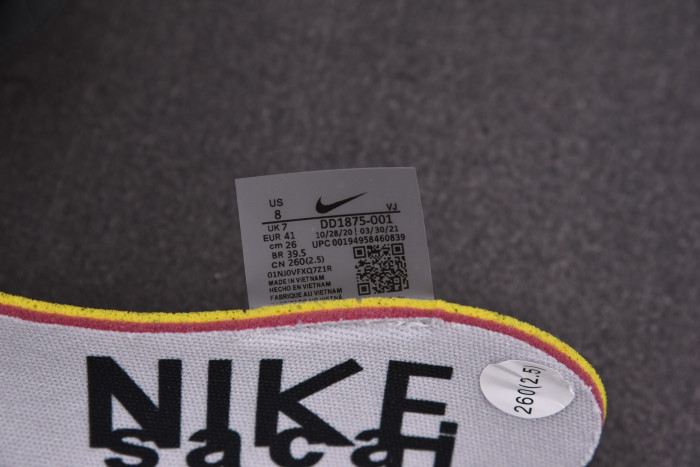 US
8
VJ
UK 7
DD1875-001
EUR 41
10/28/20 | 03/30/21
cm 26
UPC 00194958460839
BR 39.5
CN 260(2.5)
01NJ0VFXQ7Z1R
MADE IN VIETNAM
HECHO EN VIETNAM
FABRIQUE AU VIETNAM
NIKE
sacai
260(2.5)